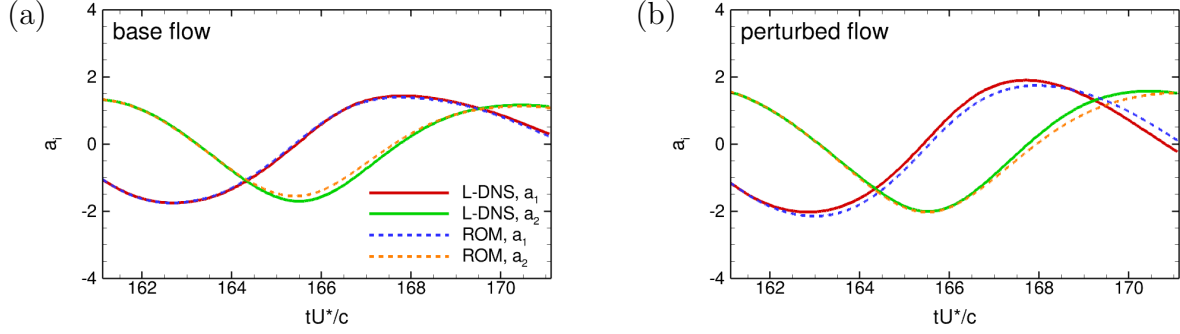 (a)
base flow
4
2
0
-2
-4
a_i
162
164
166
168
170
tU*/c
L-DNS, a_1
L-DNS, a_2
ROM, a_1
ROM, a_2
(b)
perturbed flow
4
2
0
-2
-4
a_i
162
164
166
168
170
tU*/c